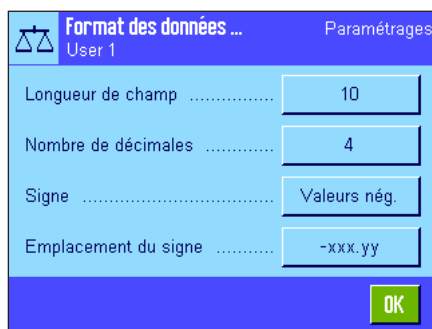 Format des données ... Paramétrages
User 1
Longueur de champ ................ 10
Nombre de décimales ............. 4
Signe ................................ Valeurs nég.
Emplacement du signe ........... -xxx.yy
OK